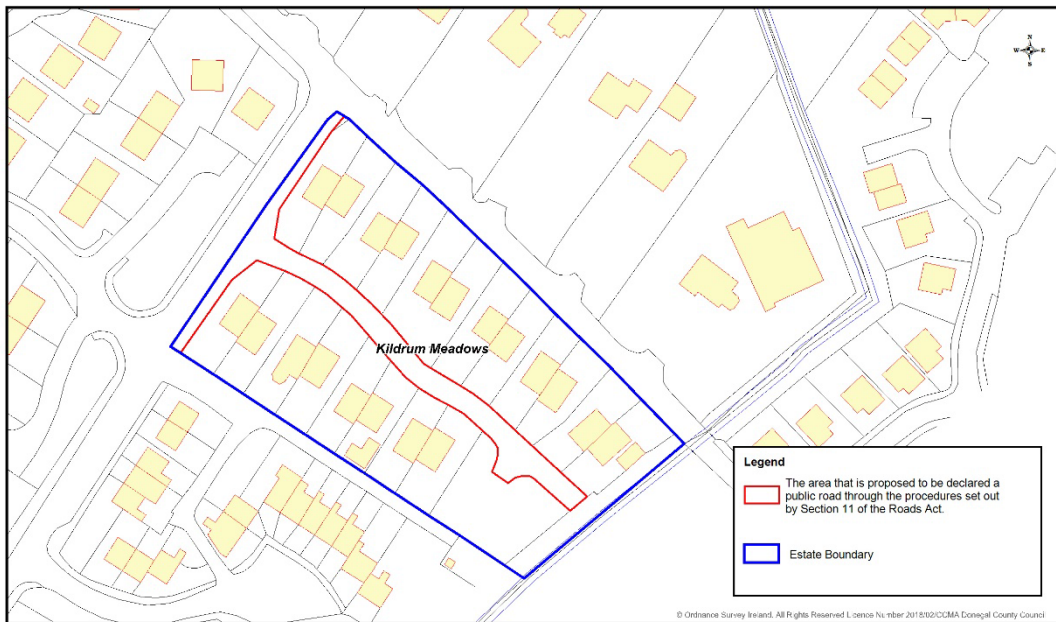 N
W E
S
Kildrum Meadows
Legend
The area that is proposed to be declared a
public road through the procedures set out
by Section 11 of the Roads Act.
Estate Boundary
© Ordnance Survey Ireland. All Rights Reserved Licence Number 2018/02/CCMA Donegal County Council